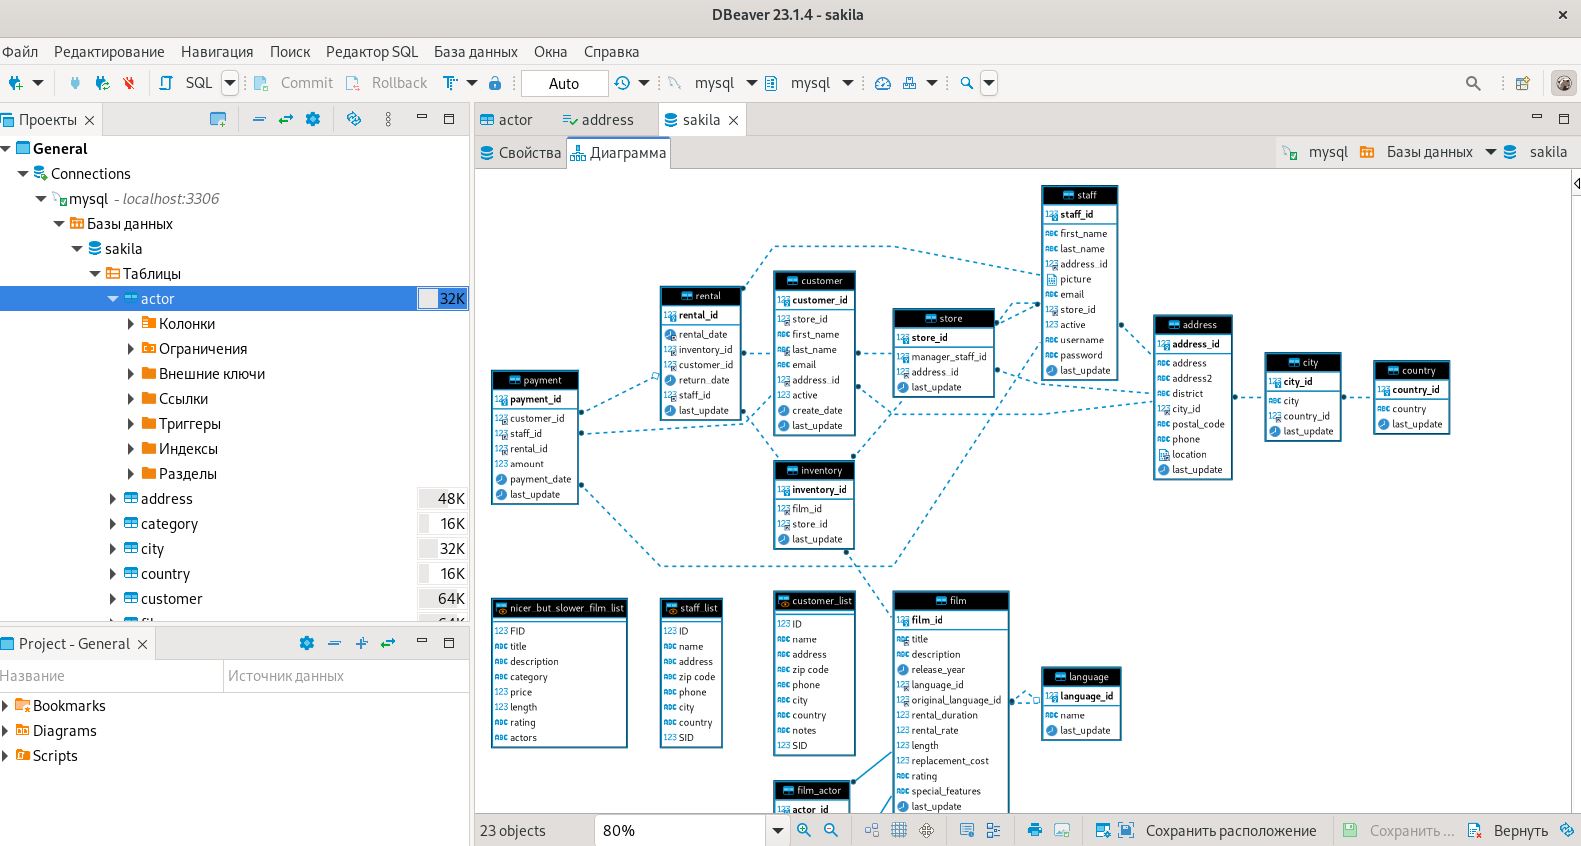 DBeaver 23.1.4 - sakila
Файл Редактирование Навигация Поиск Редактор SQL База данных Окна Справка
SQL Commit Rollback Auto mysql mysql
Проекты
General
Connections
mysql - localhost:3306
Базы данных
sakila
Таблицы
actor 32K
Колонки
Ограничения
Внешние ключи
Ссылки
Триггеры
Индексы
Разделы
address 48K
category 16K
city 32K
country 16K
customer 64K
Project - General
Название Источник данных
Bookmarks
Diagrams
Scripts
actor address sakila
Свойства Диаграмма mysql Базы данных sakila
staff
staff_id
first_name
last_name
address_id
picture
email
store_id
active
username
password
last_update
customer
customer_id
store_id
first_name
last_name
email
address_id
active
create_date
last_update
rental
rental_id
rental_date
inventory_id
customer_id
return_date
staff_id
last_update
store
store_id
manager_staff_id
address_id
last_update
address
address_id
address
address2
district
city_id
postal_code
phone
location
last_update
city
city_id
city
country_id
last_update
country
country_id
country
last_update
payment
payment_id
customer_id
staff_id
rental_id
amount
payment_date
last_update
inventory
inventory_id
film_id
store_id
last_update
nicer_but_slower_film_list
FID
title
description
category
price
length
rating
actors
staff_list
ID
name
address
zip code
phone
city
country
SID
customer_list
ID
name
address
zip code
phone
city
country
notes
SID
film
film_id
title
description
release_year
language_id
original_language_id
rental_duration
rental_rate
length
replacement_cost
rating
special_features
last_update
language
language_id
name
last_update
film_actor
actor_id
23 objects 80% Сохранить расположение Сохранить ... Вернуть